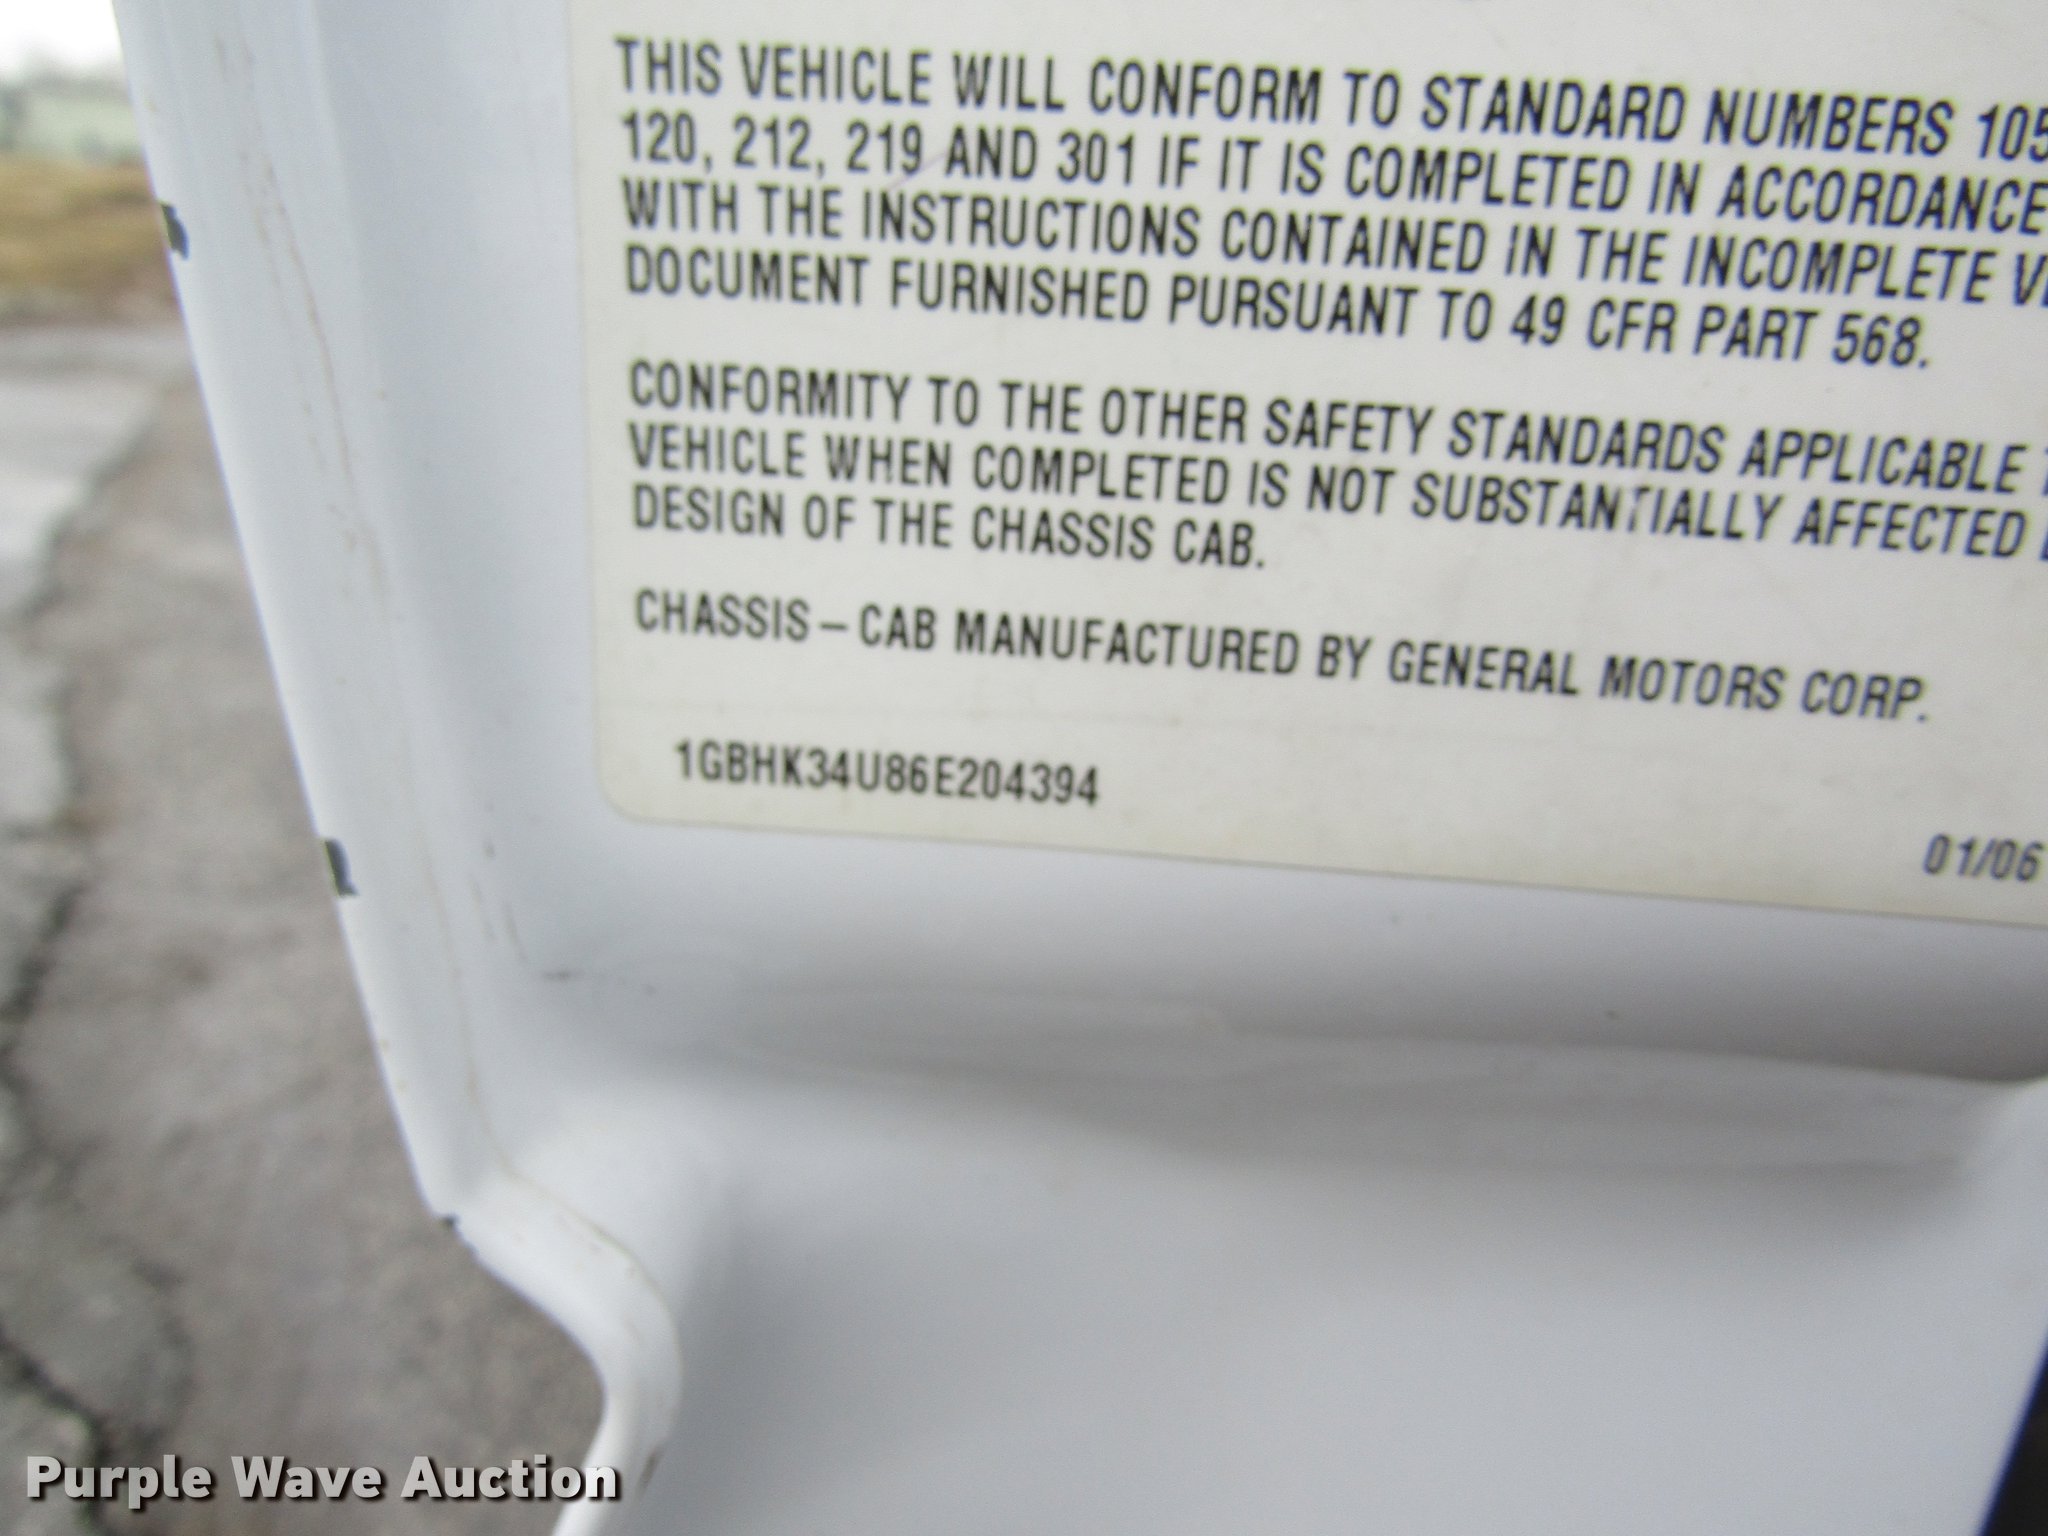 THIS VEHICLE WILL CONFORM TO STANDARD NUMBERS 105
120, 212, 219 AND 301 IF IT IS COMPLETED IN ACCORDANCE
WITH THE INSTRUCTIONS CONTAINED IN THE INCOMPLETE
DOCUMENT FURNISHED PURSUANT TO 49 CFR PART 568.
CONFORMITY TO THE OTHER SAFETY STANDARDS APPLICABLE
VEHICLE WHEN COMPLETED IS NOT SUBSTANTIALLY AFFECTED
DESIGN OF THE CHASSIS CAB.
CHASSIS – CAB MANUFACTURED BY GENERAL MOTORS CORP.
1GBHK34U86E204394
01/06
Purple Wave Auction